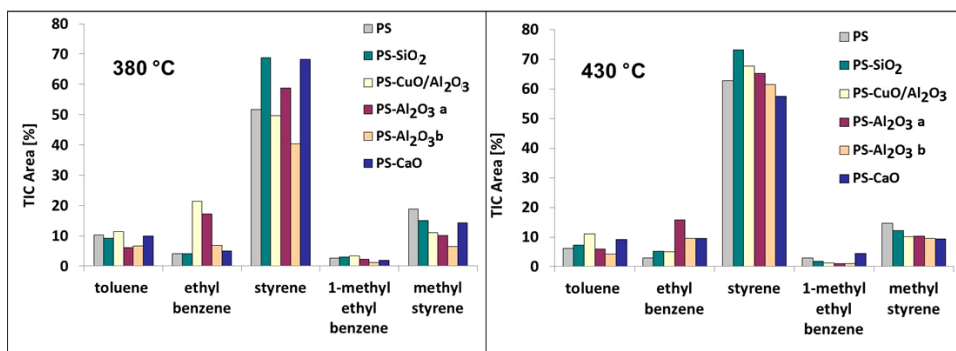 80
70
60
50
40
30
20
10
0
TIC Area [%]
380 °C
PS
PS-SiO₂
PS-CuO/Al₂O₃
PS-Al₂O₃ a
PS-Al₂O₃b
PS-CaO
toluene
ethyl
benzene
styrene
1-methyl
ethyl
benzene
methyl
styrene
80
70
60
50
40
30
20
10
0
TIC Area [%]
430 °C
PS
PS-SiO₂
PS-CuO/Al₂O₃
PS-Al₂O₃ a
PS-Al₂O₃ b
PS-CaO
toluene
ethyl
benzene
styrene
1-methyl
ethyl
benzene
methyl
styrene